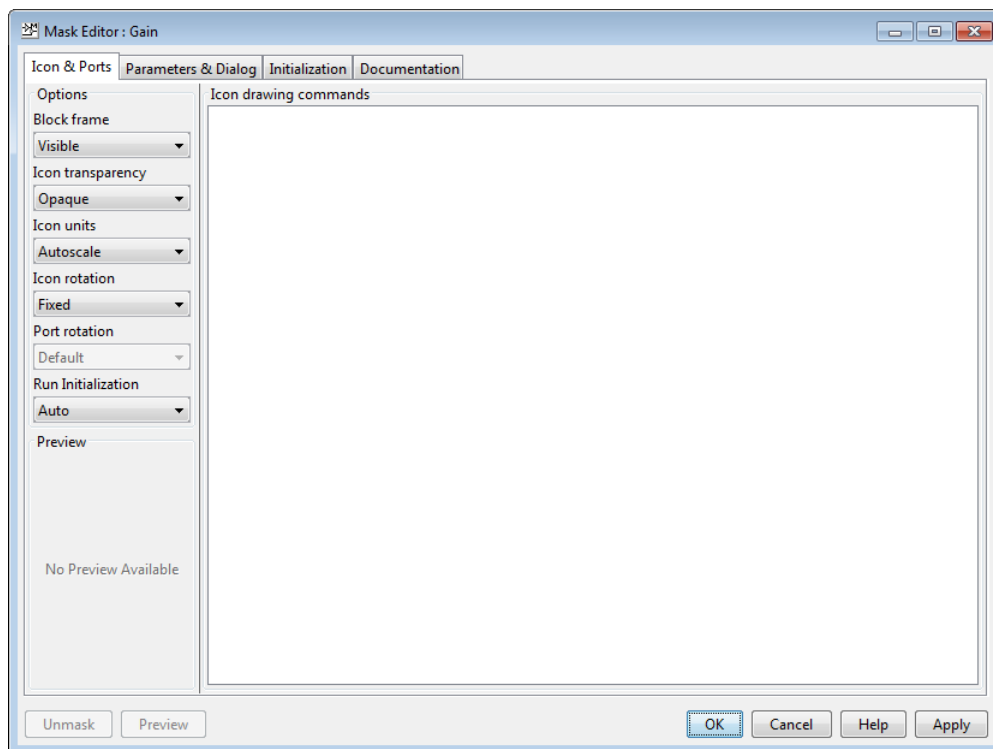 Mask Editor : Gain
Icon & Ports Parameters & Dialog Initialization Documentation
Options
Block frame
Visible
Icon transparency
Opaque
Icon units
Autoscale
Icon rotation
Fixed
Port rotation
Default
Run Initialization
Auto
Preview
No Preview Available
Icon drawing commands
Unmask Preview OK Cancel Help Apply